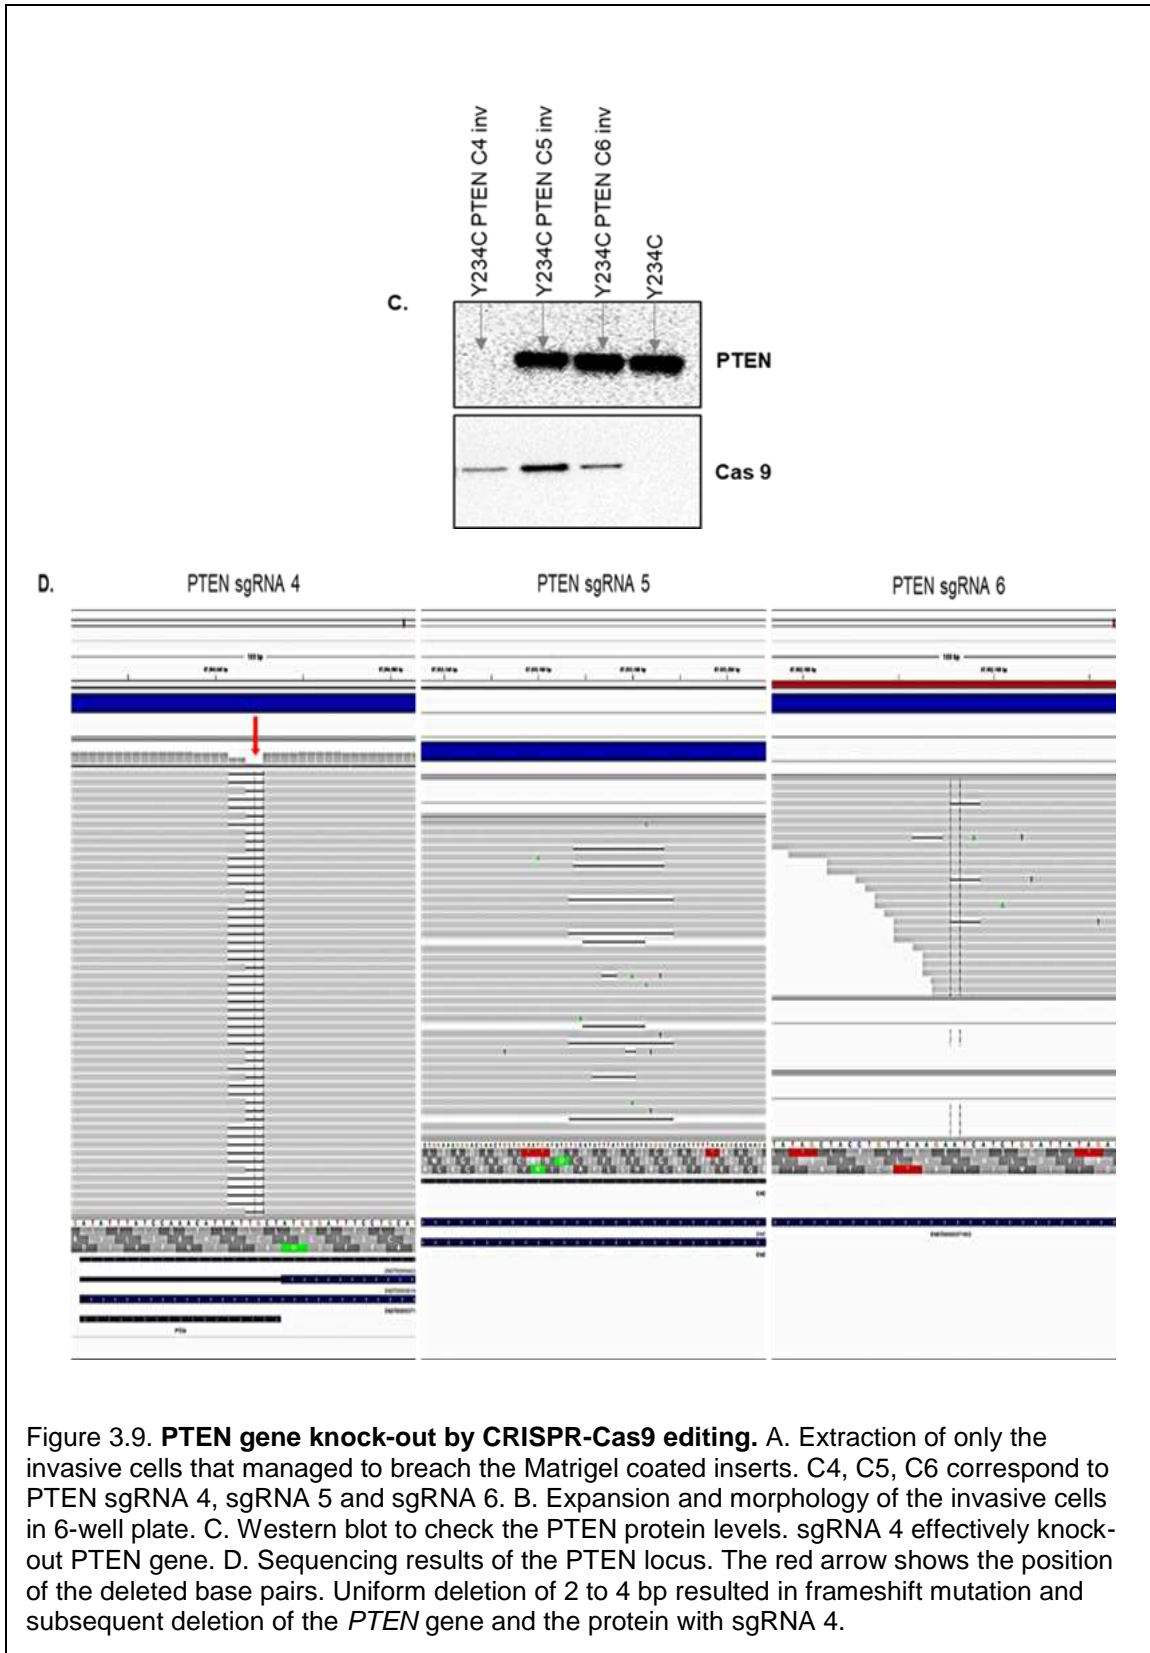 Y234C PTEN C4 inv
Y234C PTEN C5 inv
Y234C PTEN C6 inv
Y234C
C.
PTEN
Cas 9
D.
PTEN sgRNA 4
PTEN sgRNA 5
PTEN sgRNA 6
Figure 3.9. PTEN gene knock-out by CRISPR-Cas9 editing. A. Extraction of only the
invasive cells that managed to breach the Matrigel coated inserts. C4, C5, C6 correspond to
PTEN sgRNA 4, sgRNA 5 and sgRNA 6. B. Expansion and morphology of the invasive cells
in 6-well plate. C. Western blot to check the PTEN protein levels. sgRNA 4 effectively knock-
out PTEN gene. D. Sequencing results of the PTEN locus. The red arrow shows the position
of the deleted base pairs. Uniform deletion of 2 to 4 bp resulted in frameshift mutation and
subsequent deletion of the PTEN gene and the protein with sgRNA 4.